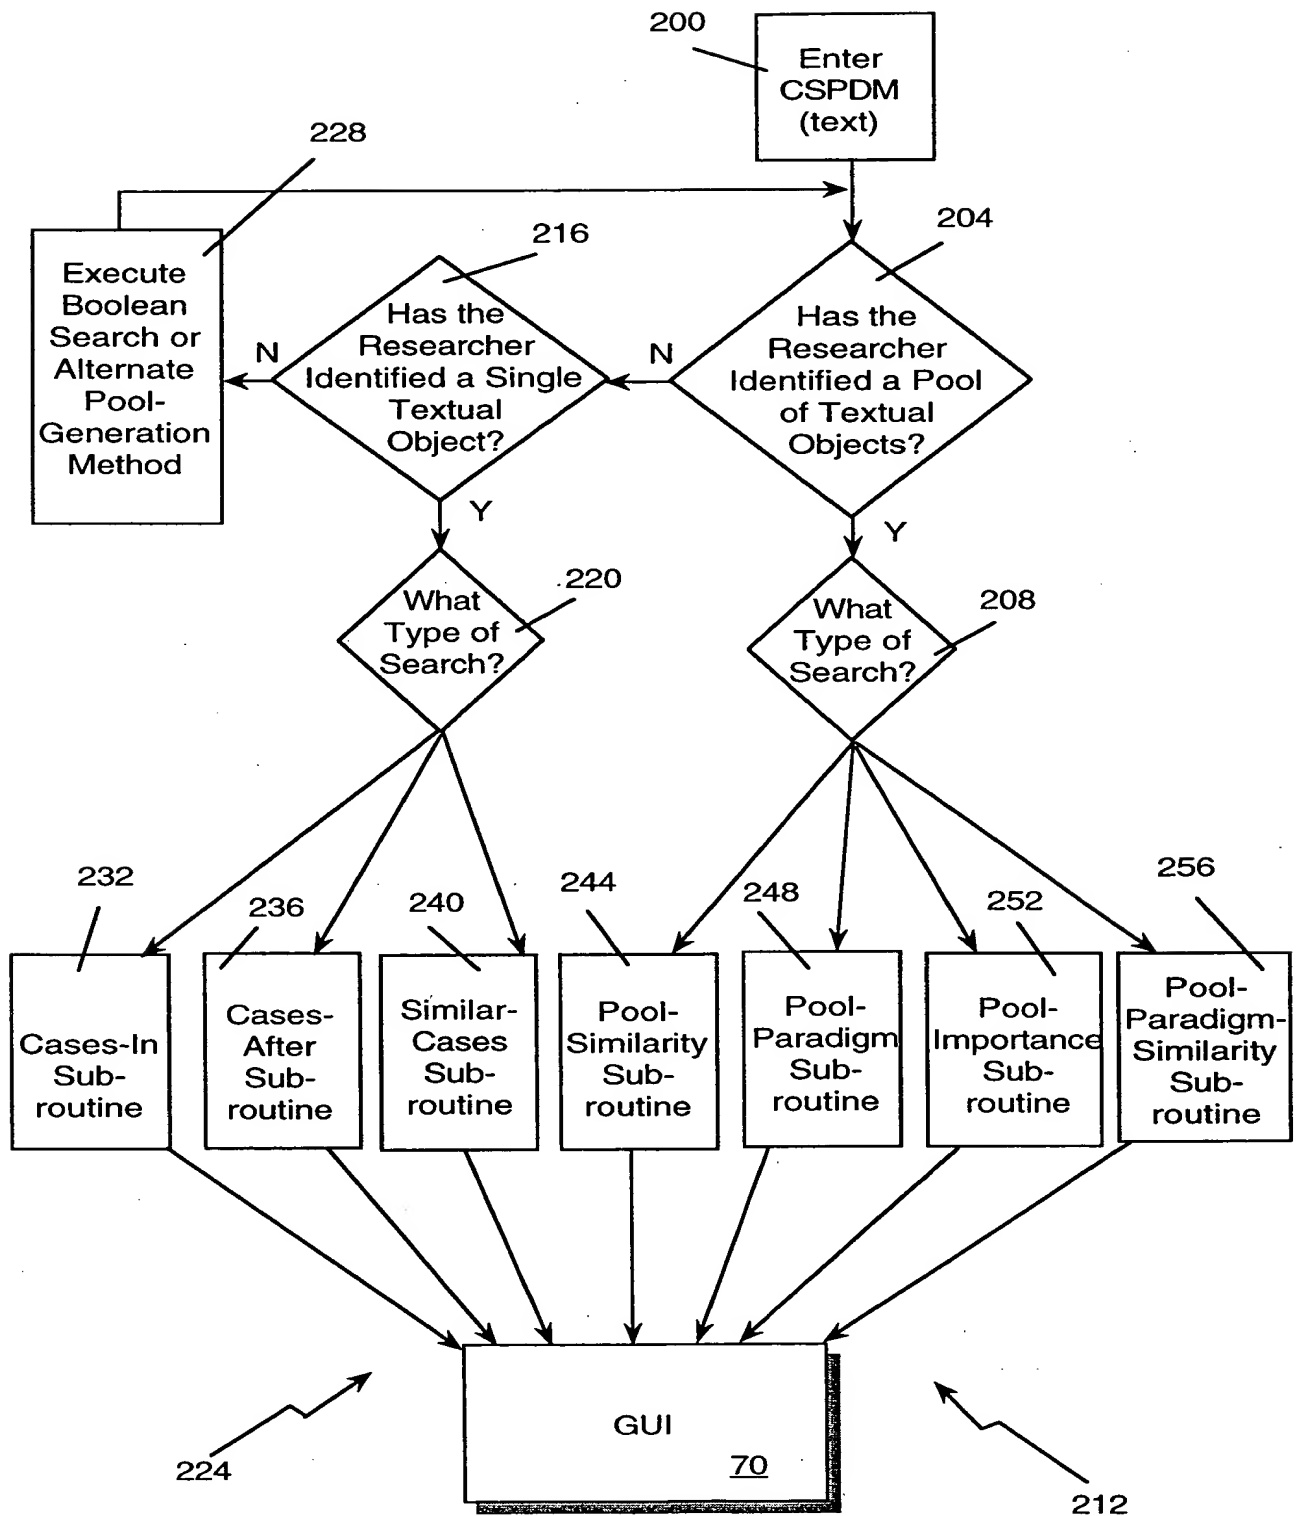 200
Enter
CSPDM
(text)
228
204
216
Execute
Boolean
Search or
Alternate
Pool-
Generation
Method
N
Has the
Researcher
Identified a Single
Textual
Object?
N
Has the
Researcher
Identified a Pool
of Textual
Objects?
Y
Y
220
What
Type of
Search?
208
What
Type of
Search?
232
236
240
244
248
252
256
Cases-In
Sub-
routine
Cases-
After
Sub-
routine
Similar-
Cases
Sub-
routine
Pool-
Similarity
Sub-
routine
Pool-
Paradigm
Sub-
routine
Pool-
Importance
Sub-
routine
Pool-
Paradigm-
Similarity
Sub-
routine
GUI
70
224
212